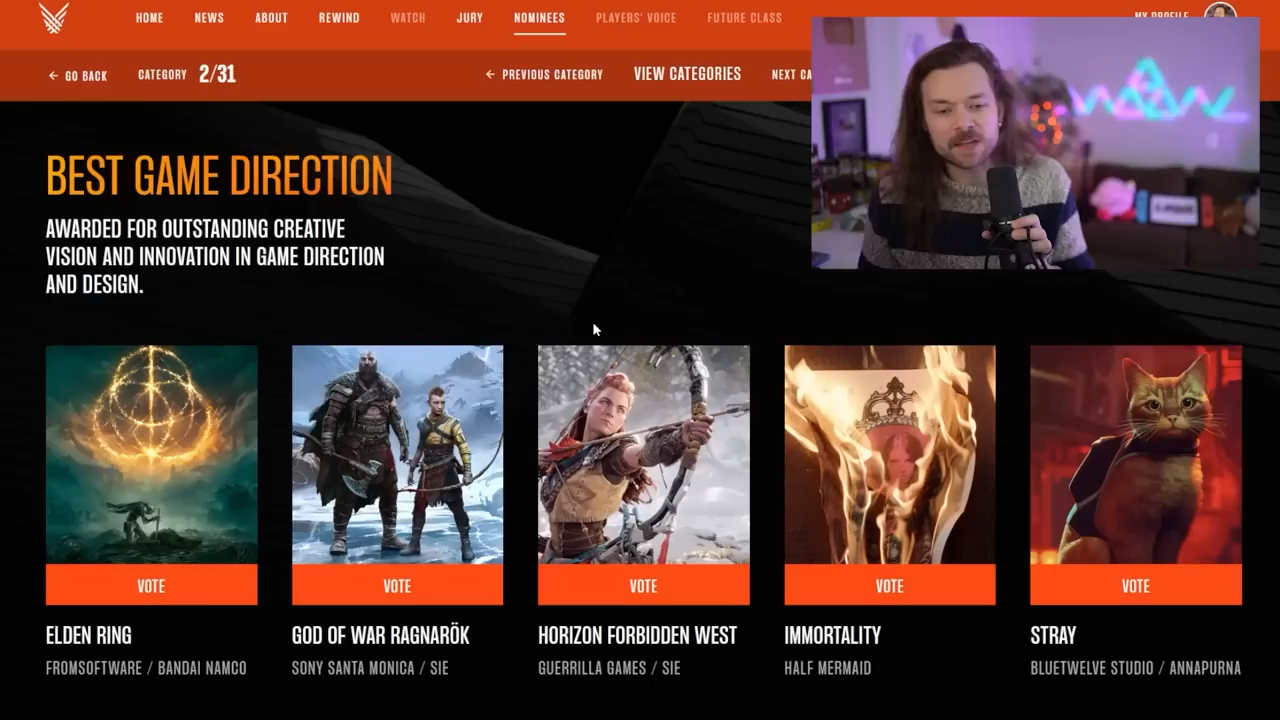 HOME NEWS ABOUT REWIND WATCH JURY NOMINEES PLAYERS' VOICE FUTURE CLASS MY PROFILE
GO BACK CATEGORY 2/31 PREVIOUS CATEGORY VIEW CATEGORIES NEXT CA
BEST GAME DIRECTION
AWARDED FOR OUTSTANDING CREATIVE
VISION AND INNOVATION IN GAME DIRECTION
AND DESIGN.
VOTE VOTE VOTE VOTE VOTE
ELDEN RING GOD OF WAR RAGNARÖK HORIZON FORBIDDEN WEST IMMORTALITY STRAY
FROMSOFTWARE / BANDAI NAMCO SONY SANTA MONICA / SIE GUERRILLA GAMES / SIE HALF MERMAID BLUETWELVE STUDIO / ANNAPURNA